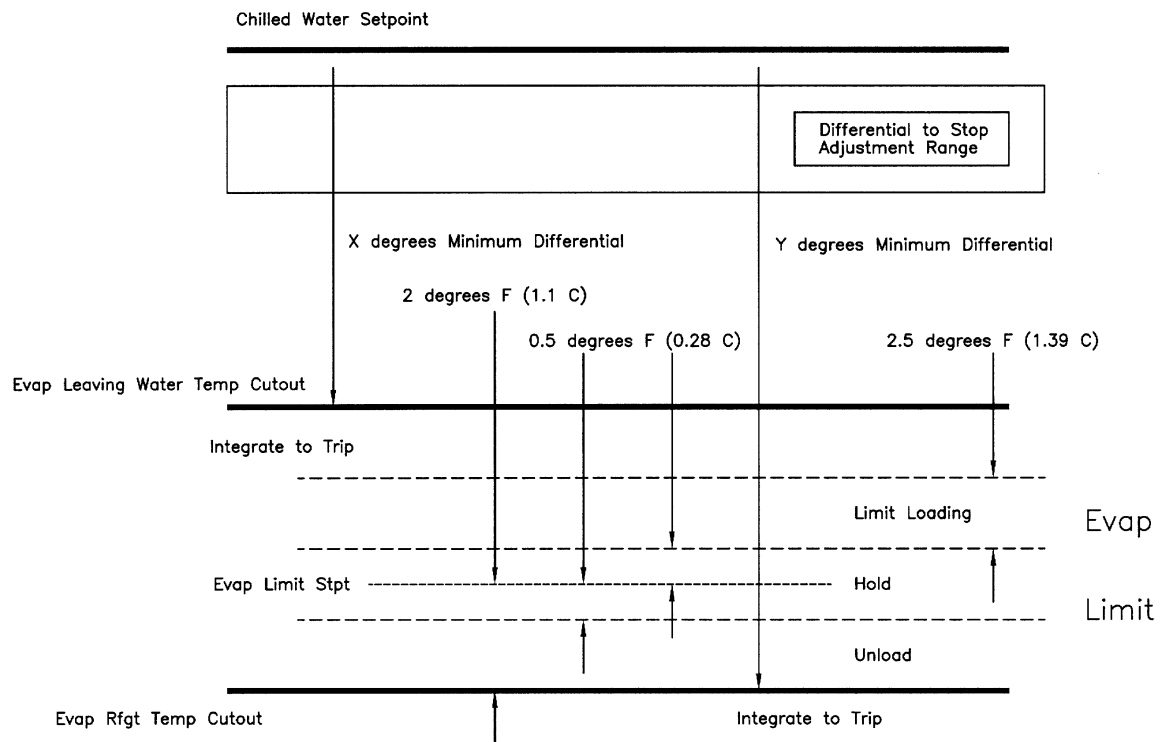 Chilled Water Setpoint
Differential to Stop
Adjustment Range
X degrees Minimum Differential
Y degrees Minimum Differential
2 degrees F (1.1 C)
0.5 degrees F (0.28 C)
2.5 degrees F (1.39 C)
Evap Leaving Water Temp Cutout
Integrate to Trip
Limit Loading
Evap
Evap Limit Stpt
Hold
Limit
Unload
Evap Rfgt Temp Cutout
Integrate to Trip